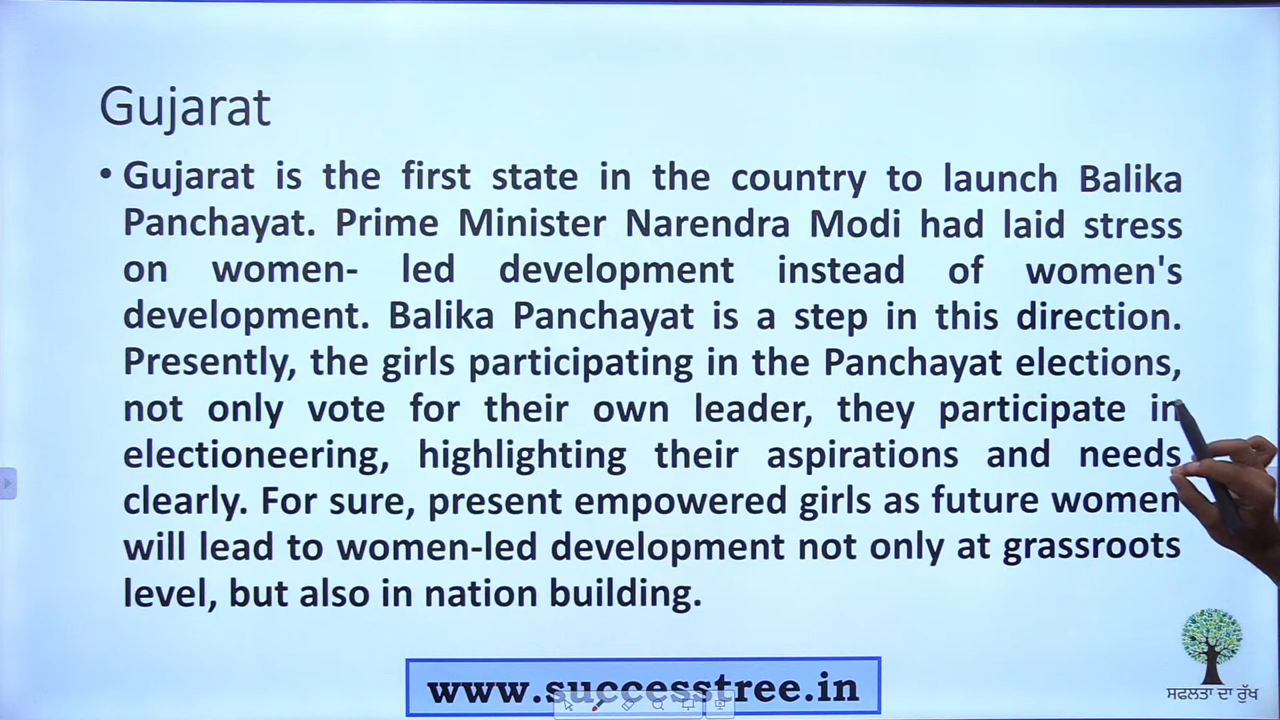 Gujarat
• Gujarat is the first state in the country to launch Balika
Panchayat. Prime Minister Narendra Modi had laid stress
on women- led development instead of women's
development. Balika Panchayat is a step in this direction.
Presently, the girls participating in the Panchayat elections,
not only vote for their own leader, they participate in
electioneering, highlighting their aspirations and needs
clearly. For sure, present empowered girls as future women
will lead to women-led development not only at grassroots
level, but also in nation building.
www.successtree.in
ਸਫਲਤਾ ਦਾ ਰੁੱਖ